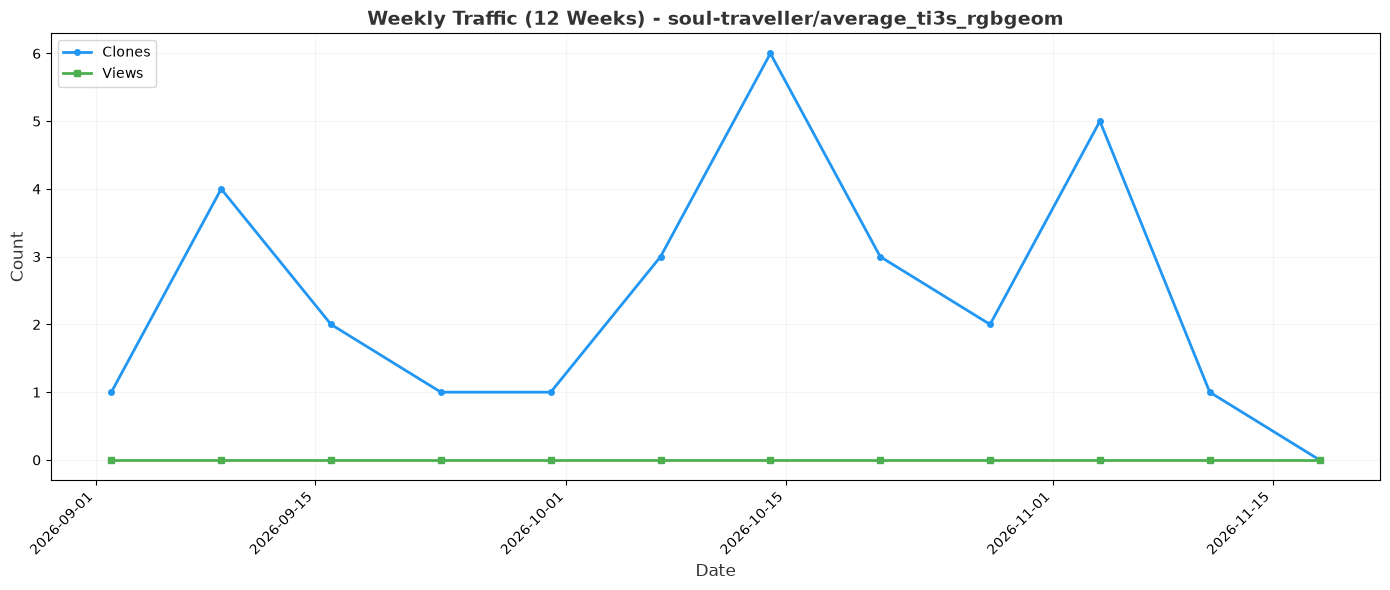 Weekly Traffic (12 Weeks) - soul-traveller/average_ti3s_rgbgeom
Clones
Views
Count
6
5
4
3
2
1
0
2026-09-01
2026-09-15
2026-10-01
2026-10-15
2026-11-01
2026-11-15
Date